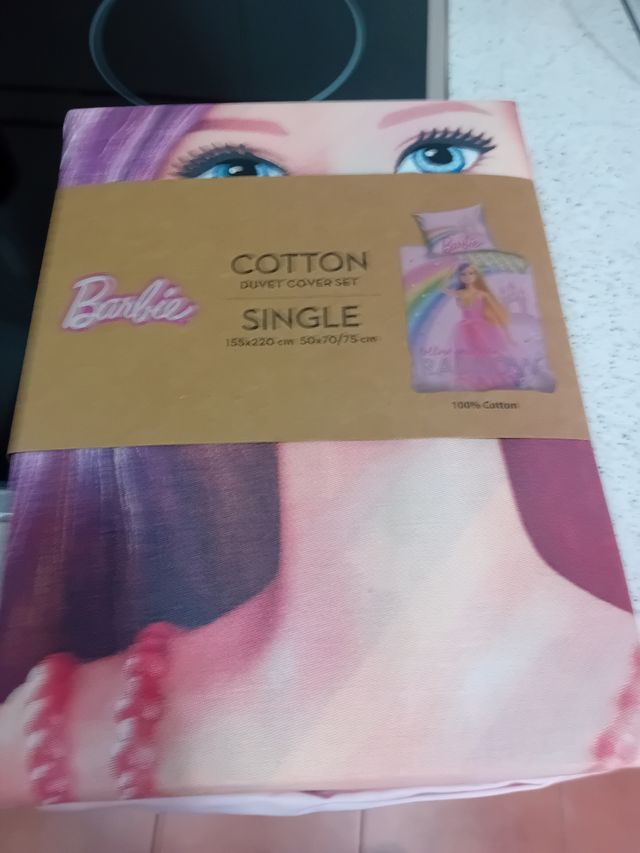 Barbie
COTTON
DUVET COVER SET
SINGLE
155x220 cm 50x70/75 cm
Barbie
100% Cotton